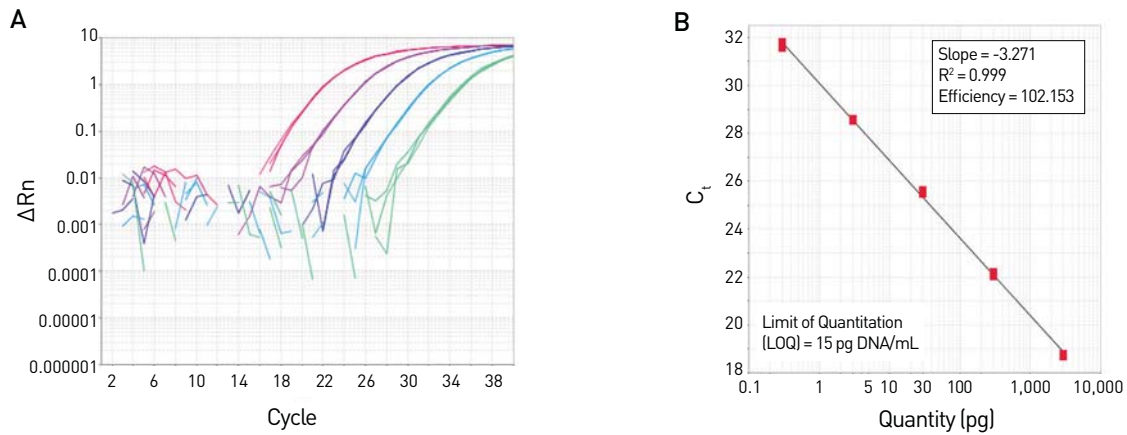 A
10
1
0.1
0.01
0.001
0.0001
0.00001
0.000001
ΔRn
2 6 10 14 18 22 26 30 34 38
Cycle
B
32
30
28
26
24
22
20
18
Ct
Slope = -3.271
R² = 0.999
Efficiency = 102.153
Limit of Quantitation
(LOQ) = 15 pg DNA/mL
0.1 1 5 10 30 100 1,000 10,000
Quantity (pg)